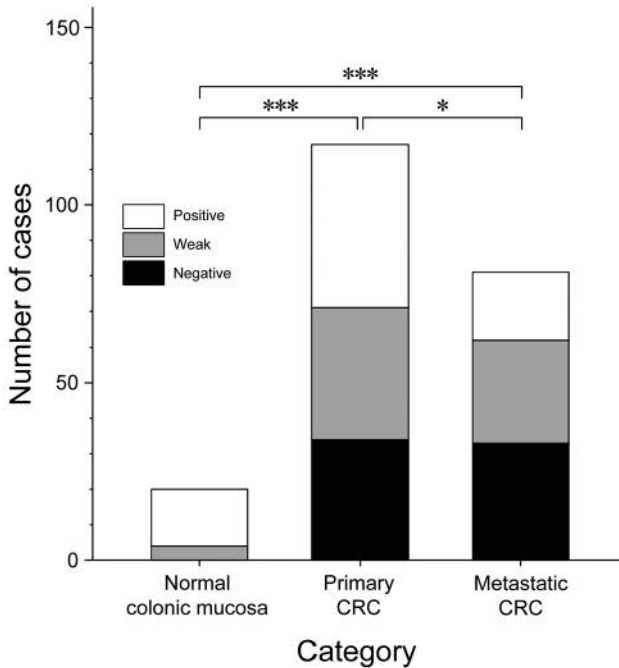 150
100
50
0
Number of cases
***
***
*
Positive
Weak
Negative
Normal
colonic mucosa
Primary
CRC
Metastatic
CRC
Category